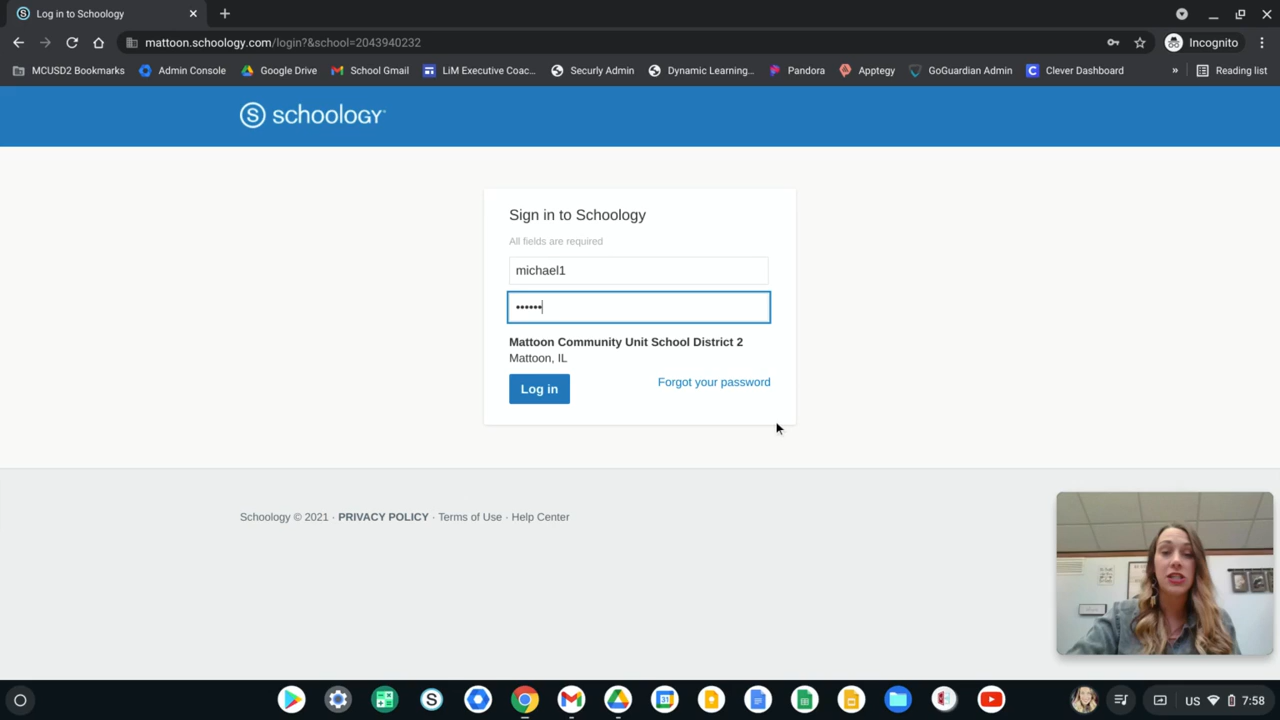 Log in to Schoology
mattoon.schoology.com/login?&school=2043940232
Incognito
MCUSD2 Bookmarks
Admin Console
Google Drive
School Gmail
LiM Executive Coac...
Securly Admin
Dynamic Learning...
Pandora
Apptegy
GoGuardian Admin
Clever Dashboard
»
Reading list
S schoology
Sign in to Schoology
All fields are required
michael1
••••••
Mattoon Community Unit School District 2
Mattoon, IL
Forgot your password
Log in
Schoology © 2021 · PRIVACY POLICY · Terms of Use · Help Center
US 7:58